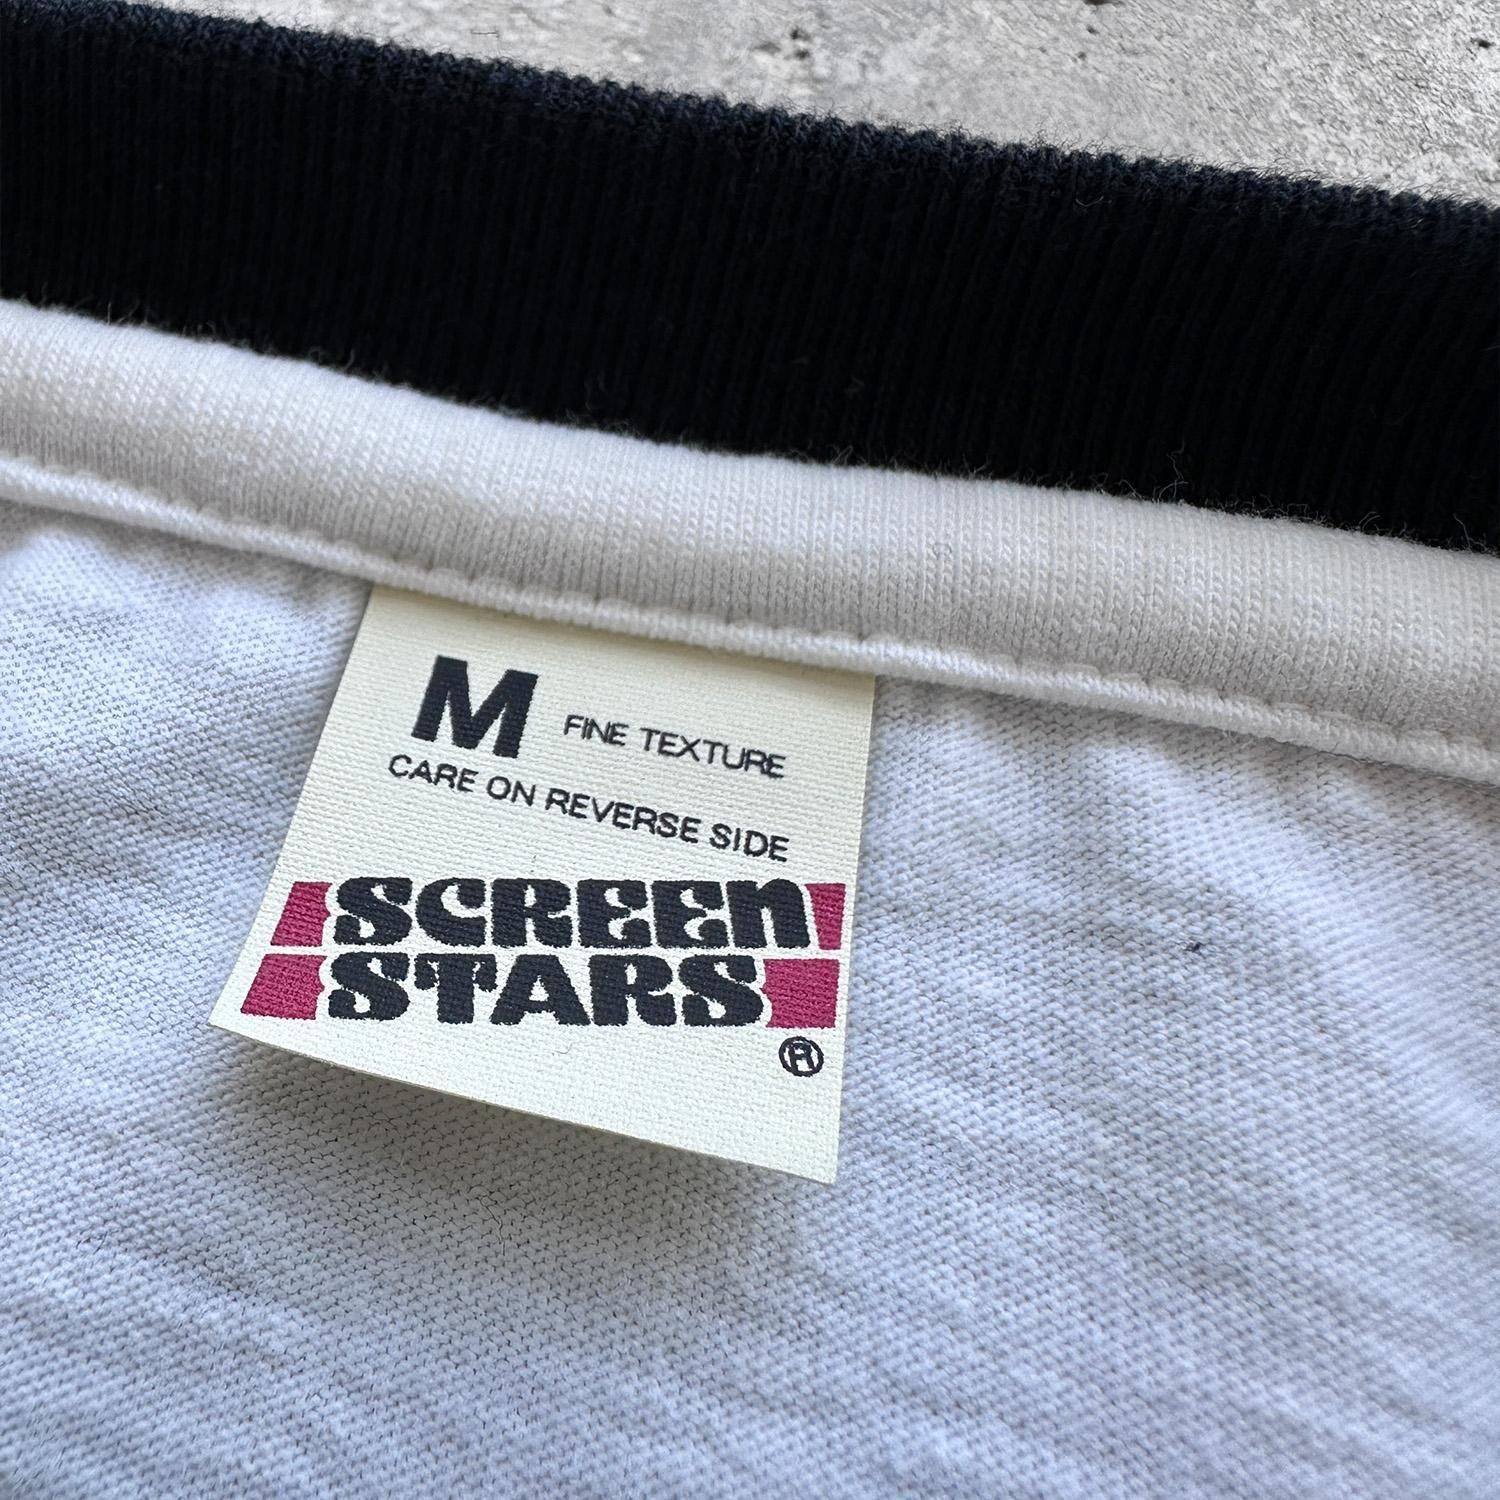 M FINE TEXTURE
CARE ON REVERSE SIDE
SCREEN
STARS
®